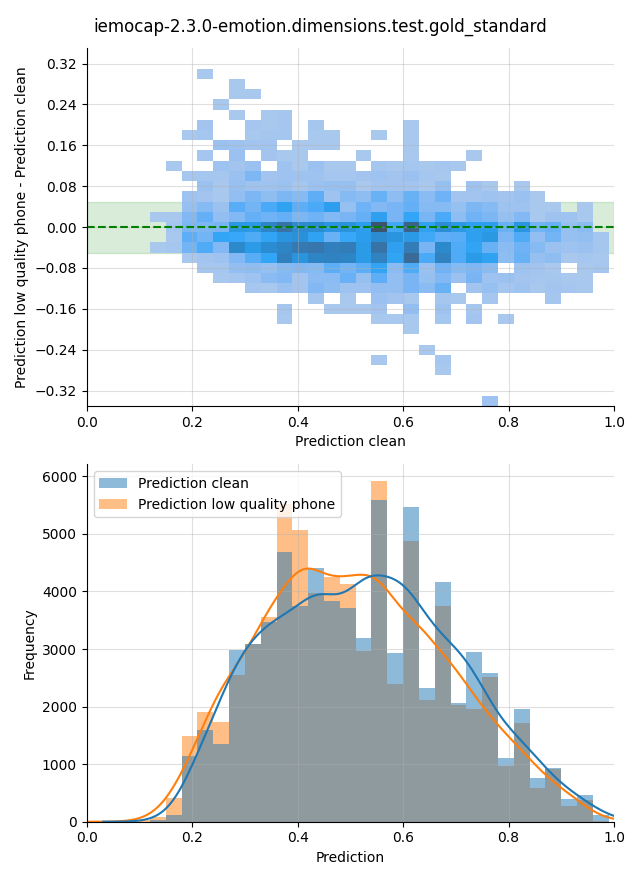 iemocap-2.3.0-emotion.dimensions.test.gold_standard
Prediction low quality phone - Prediction clean
0.32
0.24
0.16
0.08
0.00
−0.08
−0.16
−0.24
−0.32
0.0 0.2 0.4 0.6 0.8 1.0
Prediction clean
Frequency
6000
5000
4000
3000
2000
1000
0
Prediction clean
Prediction low quality phone
0.0 0.2 0.4 0.6 0.8 1.0
Prediction